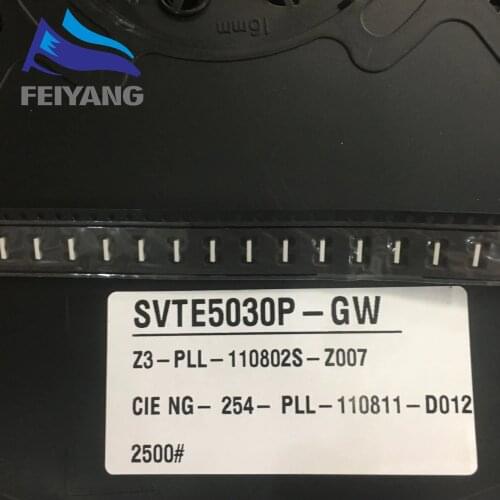 16mm
FEIYANG
SVTE5030P-GW
Z3-PLL-110802S-Z007
CIE NG- 254- PLL-110811-D012
2500#